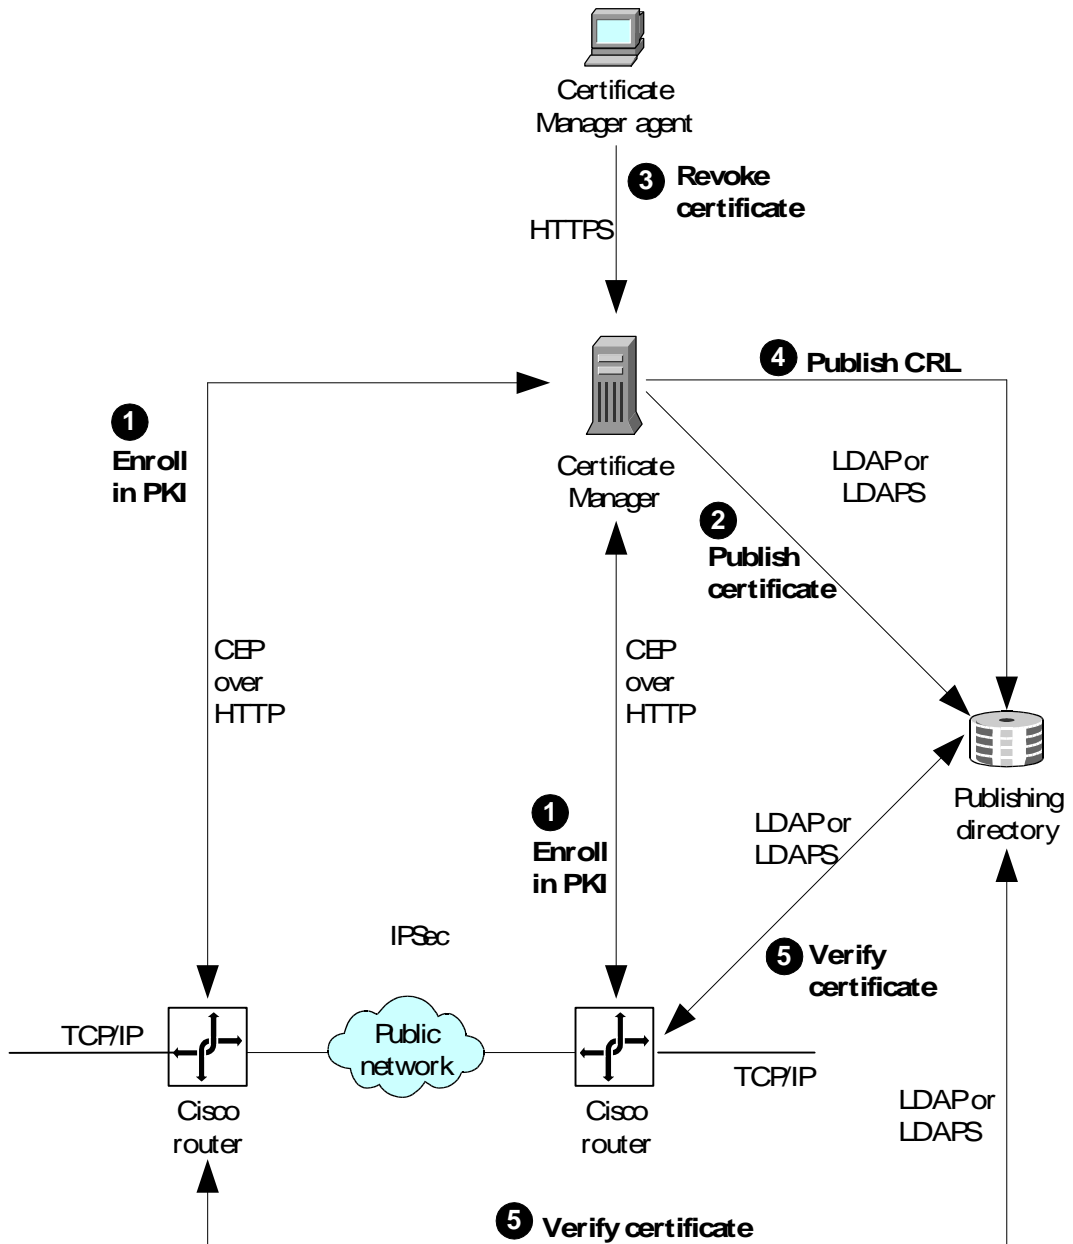 Certificate
Manager agent
3 Revoke
certificate
HTTPS
4 Publish CRL
1
Enroll
in PKI
Certificate
Manager
LDAP or
LDAPS
2
Publish
certificate
CEP
over
HTTP
CEP
over
HTTP
Publishing
directory
1
Enroll
in PKI
LDAP or
LDAPS
IPSec
5 Verify
certificate
TCP/IP
Public
network
TCP/IP
Cisco
router
Cisco
router
LDAP or
LDAPS
5 Verify certificate